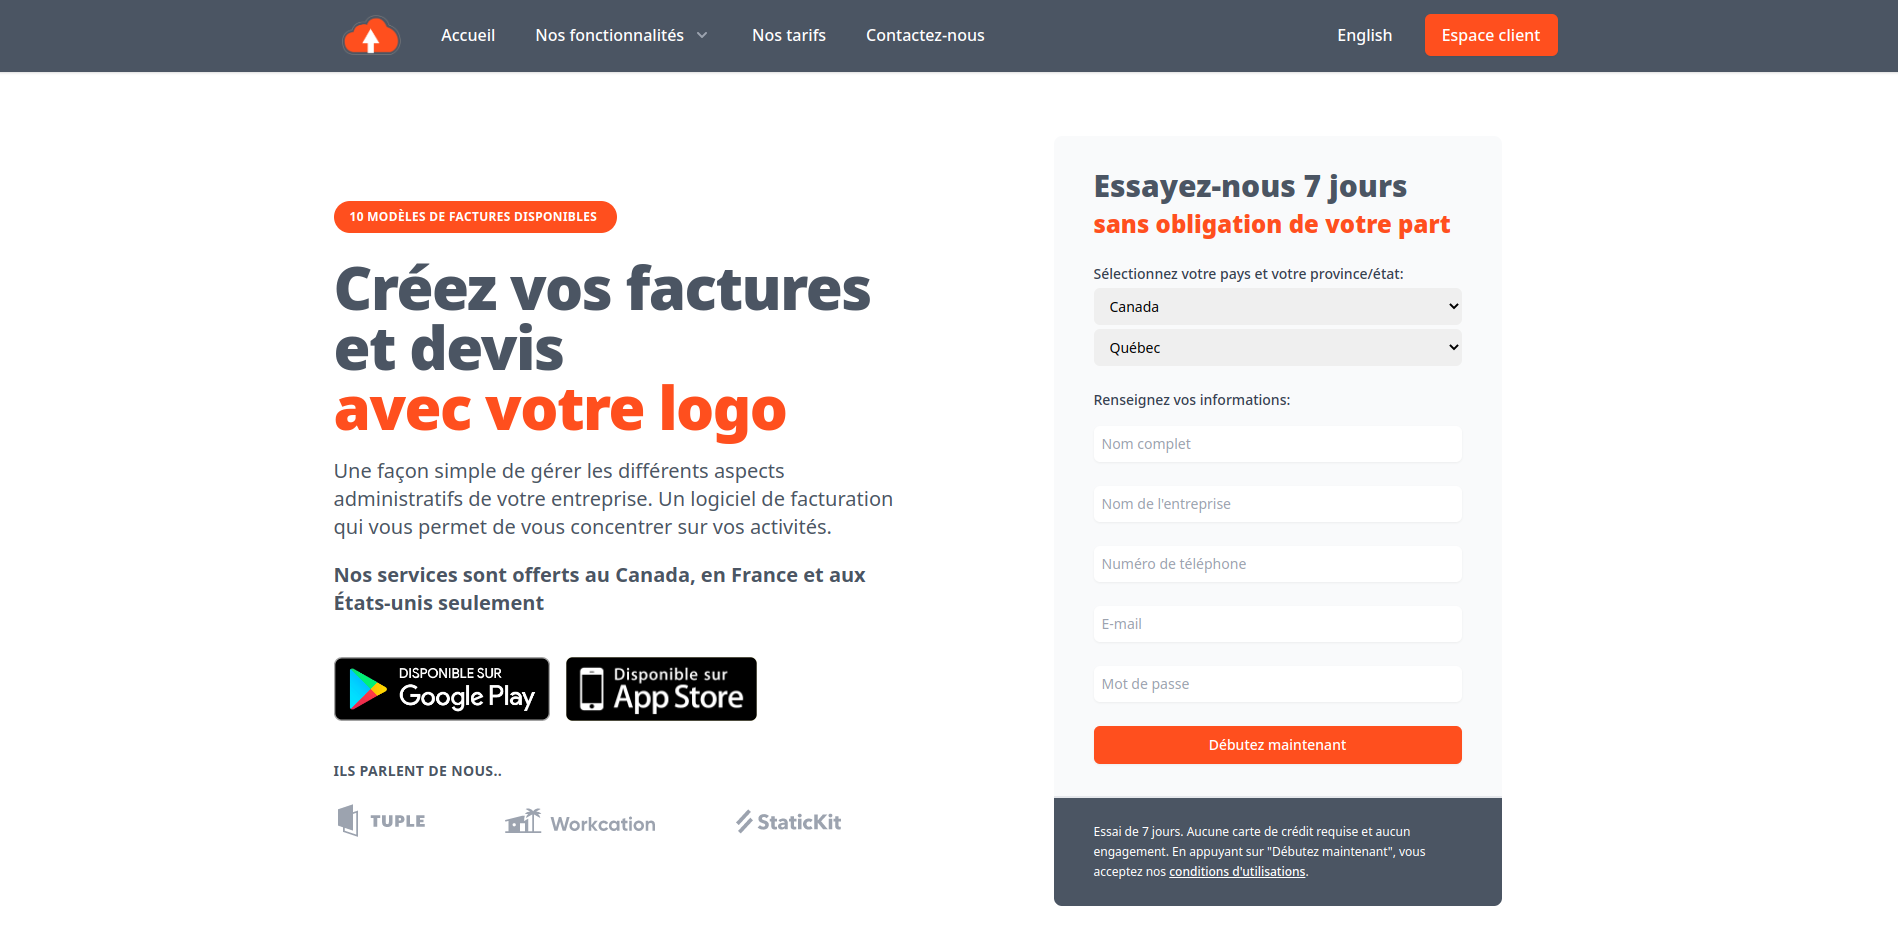 Accueil
Nos fonctionnalités
Nos tarifs
Contactez-nous
English
Espace client
10 MODÈLES DE FACTURES DISPONIBLES
Créez vos factures
et devis
avec votre logo
Une façon simple de gérer les différents aspects
administratifs de votre entreprise. Un logiciel de facturation
qui vous permet de vous concentrer sur vos activités.
Nos services sont offerts au Canada, en France et aux
États-unis seulement
DISPONIBLE SUR
Google Play
Disponible sur
App Store
ILS PARLENT DE NOUS..
TUPLE
Workcation
StaticKit
Essayez-nous 7 jours
sans obligation de votre part
Sélectionnez votre pays et votre province/état:
Canada
Québec
Renseignez vos informations:
Nom complet
Nom de l'entreprise
Numéro de téléphone
E-mail
Mot de passe
Débutez maintenant
Essai de 7 jours. Aucune carte de crédit requise et aucun
engagement. En appuyant sur "Débutez maintenant", vous
acceptez nos conditions d'utilisations.